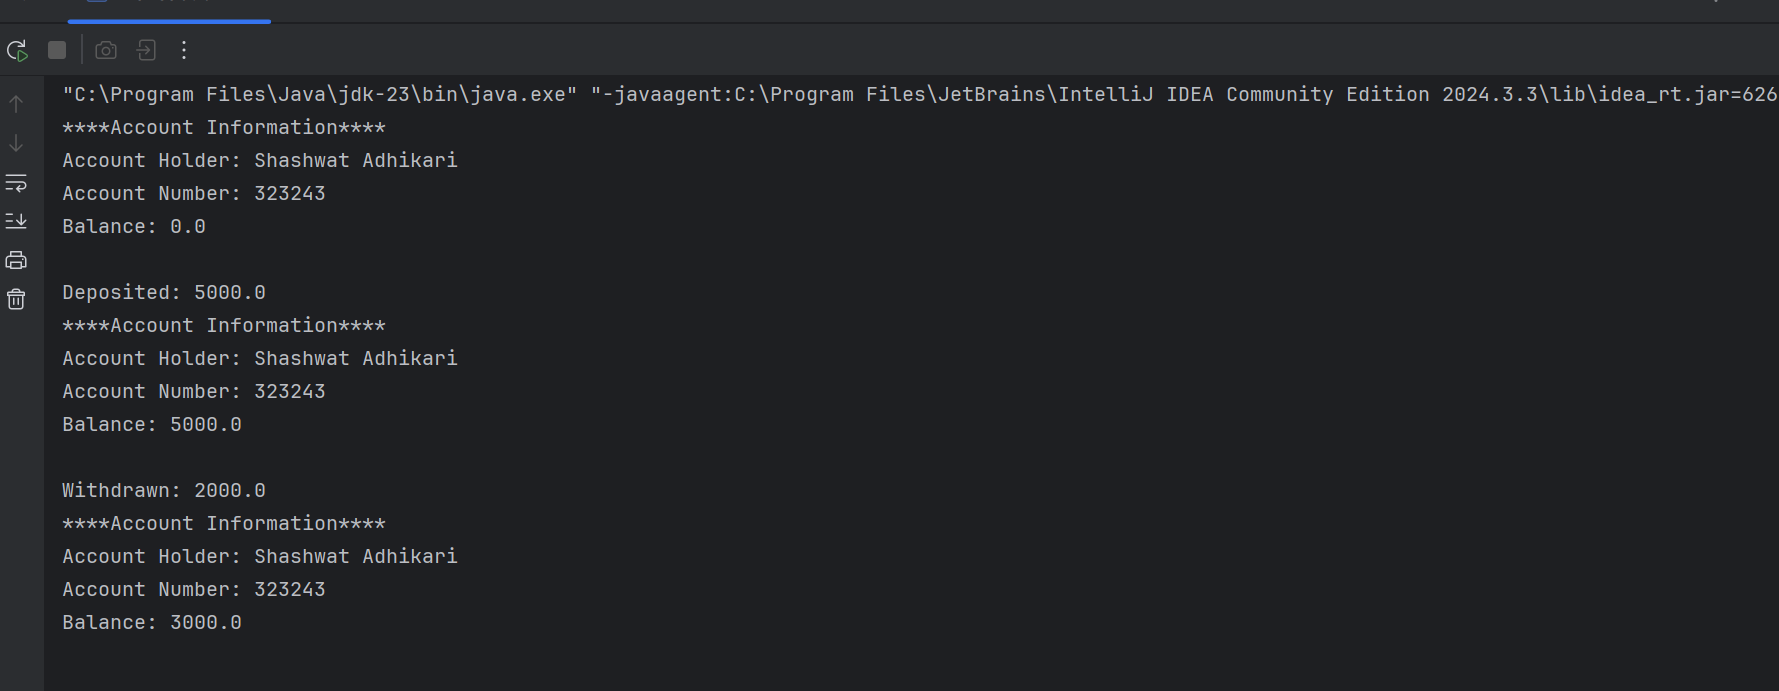 "C:\Program Files\Java\jdk-23\bin\java.exe" "-javaagent:C:\Program Files\JetBrains\IntelliJ IDEA Community Edition 2024.3.3\lib\idea_rt.jar=626
****Account Information****
Account Holder: Shashwat Adhikari
Account Number: 323243
Balance: 0.0

Deposited: 5000.0
****Account Information****
Account Holder: Shashwat Adhikari
Account Number: 323243
Balance: 5000.0

Withdrawn: 2000.0
****Account Information****
Account Holder: Shashwat Adhikari
Account Number: 323243
Balance: 3000.0